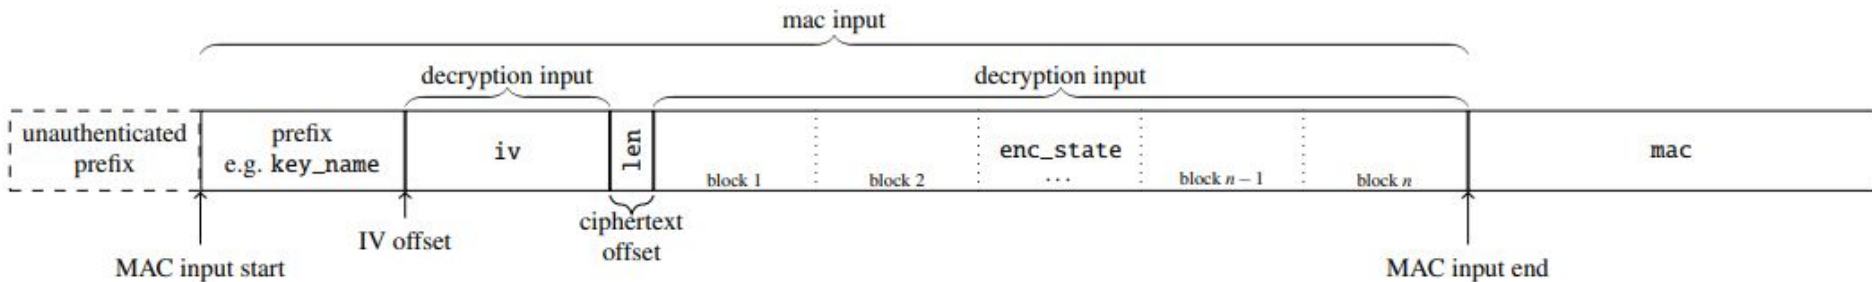 mac input
decryption input
decryption input
unauthenticated
prefix
prefix
e.g. key_name
iv
len
enc_state
block 1
block 2
...
block n − 1
block n
mac
MAC input start
IV offset
ciphertext
offset
MAC input end